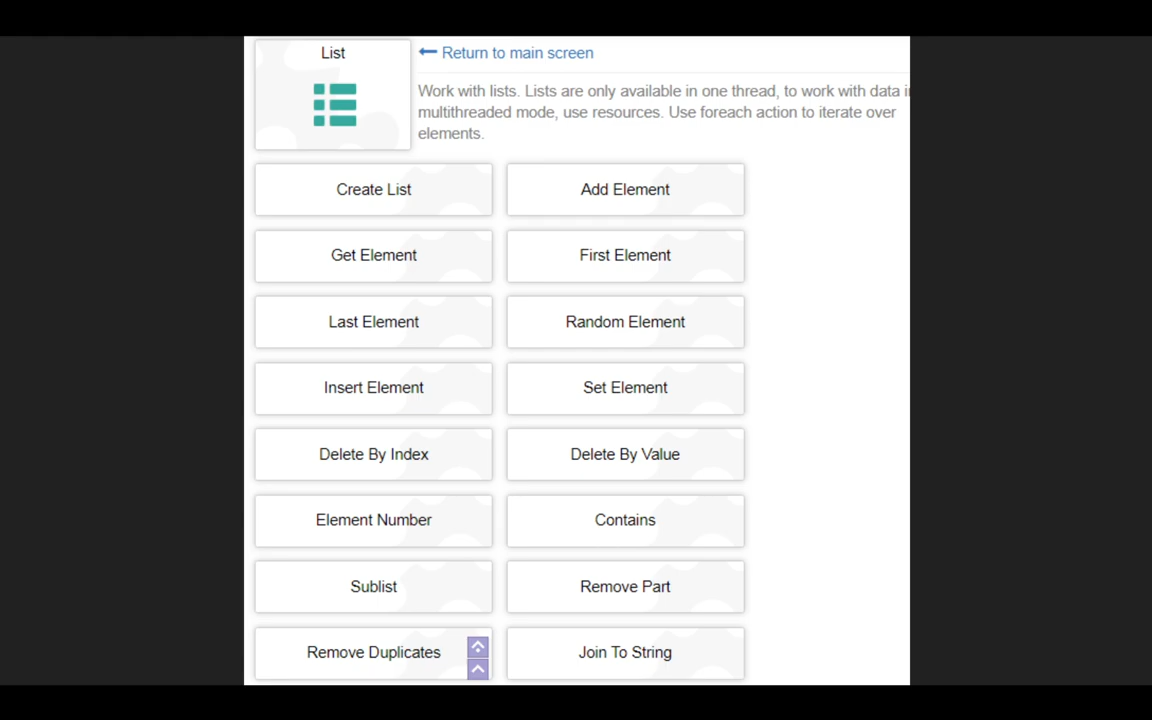 List
Return to main screen
Work with lists. Lists are only available in one thread, to work with data
multithreaded mode, use resources. Use foreach action to iterate over
elements.
Create List
Add Element
Get Element
First Element
Last Element
Random Element
Insert Element
Set Element
Delete By Index
Delete By Value
Element Number
Contains
Sublist
Remove Part
Remove Duplicates
Join To String